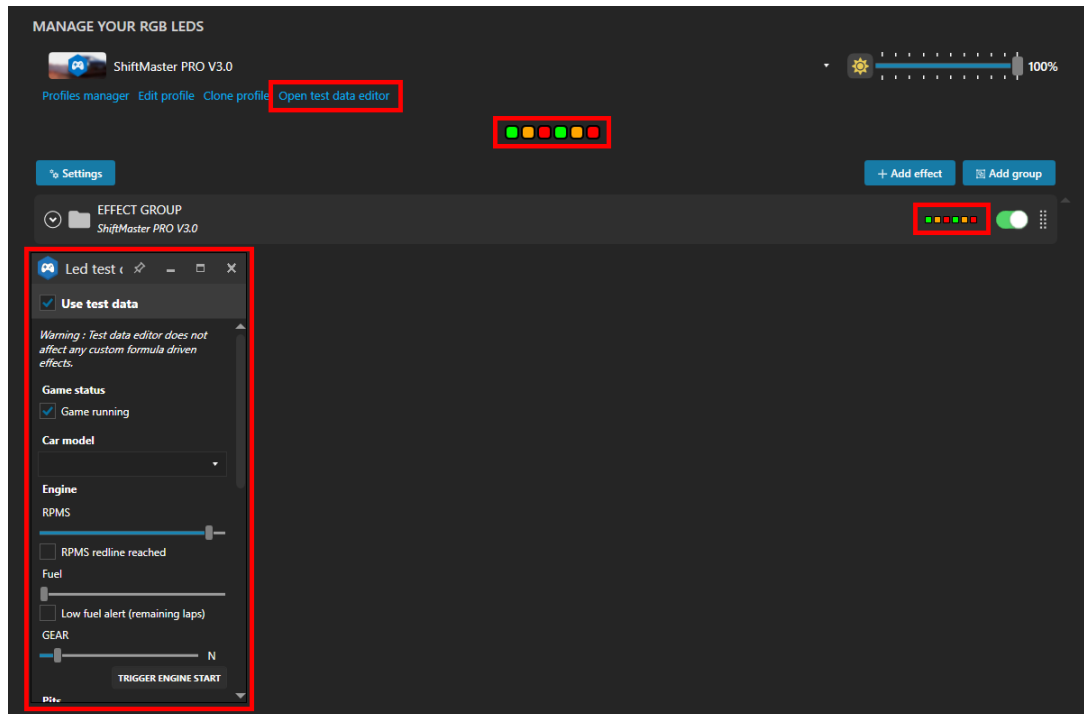 MANAGE YOUR RGB LEDS
ShiftMaster PRO V3.0
100%
Profiles manager Edit profile Clone profile Open test data editor
Settings
+ Add effect
Add group
EFFECT GROUP
ShiftMaster PRO V3.0
Led test
Use test data
Warning : Test data editor does not
affect any custom formula driven
effects.
Game status
Game running
Car model
Engine
RPMS
RPMS redline reached
Fuel
Low fuel alert (remaining laps)
GEAR
N
TRIGGER ENGINE START
Pits